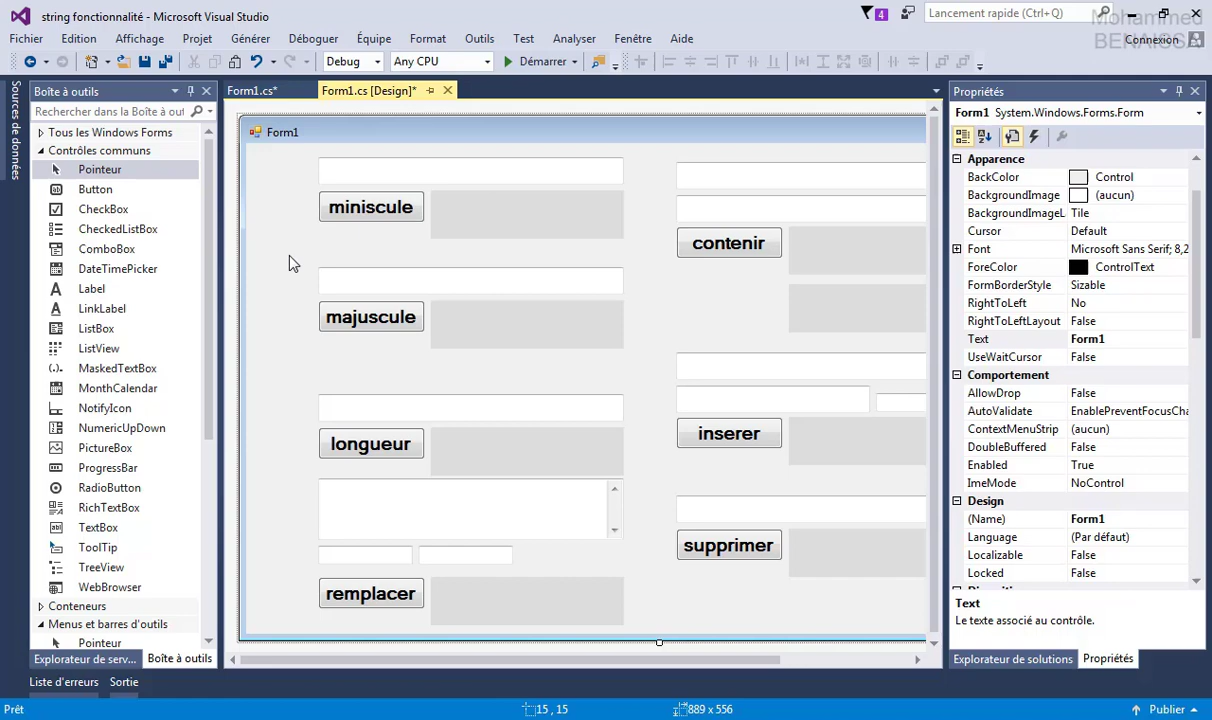 string fonctionnalité - Microsoft Visual Studio
4
Lancement rapide (Ctrl+Q)
Mohammed
BENAISSA
Fichier Edition Affichage Projet Générer Déboguer Équipe Format Outils Test Analyser Fenêtre Aide
Connexion
Debug Any CPU Démarrer
Sources de données
Boîte à outils
Form1.cs* Form1.cs [Design]*
Propriétés
Rechercher dans la Boîte à out
Form1 System.Windows.Forms.Form
Tous les Windows Forms
Contrôles communs
Pointeur
Button
CheckBox
CheckedListBox
ComboBox
DateTimePicker
Label
LinkLabel
ListBox
ListView
MaskedTextBox
MonthCalendar
NotifyIcon
NumericUpDown
PictureBox
ProgressBar
RadioButton
RichTextBox
TextBox
ToolTip
TreeView
WebBrowser
Conteneurs
Menus et barres d'outils
Pointeur
Form1
miniscule
majuscule
longueur
remplacer
contenir
inserer
supprimer
Apparence
BackColor Control
BackgroundImage (aucun)
BackgroundImageL Tile
Cursor Default
Font Microsoft Sans Serif; 8,2
ForeColor ControlText
FormBorderStyle Sizable
RightToLeft No
RightToLeftLayout False
Text Form1
UseWaitCursor False
Comportement
AllowDrop False
AutoValidate EnablePreventFocusCha
ContextMenuStrip (aucun)
DoubleBuffered False
Enabled True
ImeMode NoControl
Design
(Name) Form1
Language (Par défaut)
Localizable False
Locked False
Text
Le texte associé au contrôle.
Explorateur de serv... Boîte à outils
Explorateur de solutions Propriétés
Liste d'erreurs Sortie
Prêt 15 , 15 889 x 556 Publier